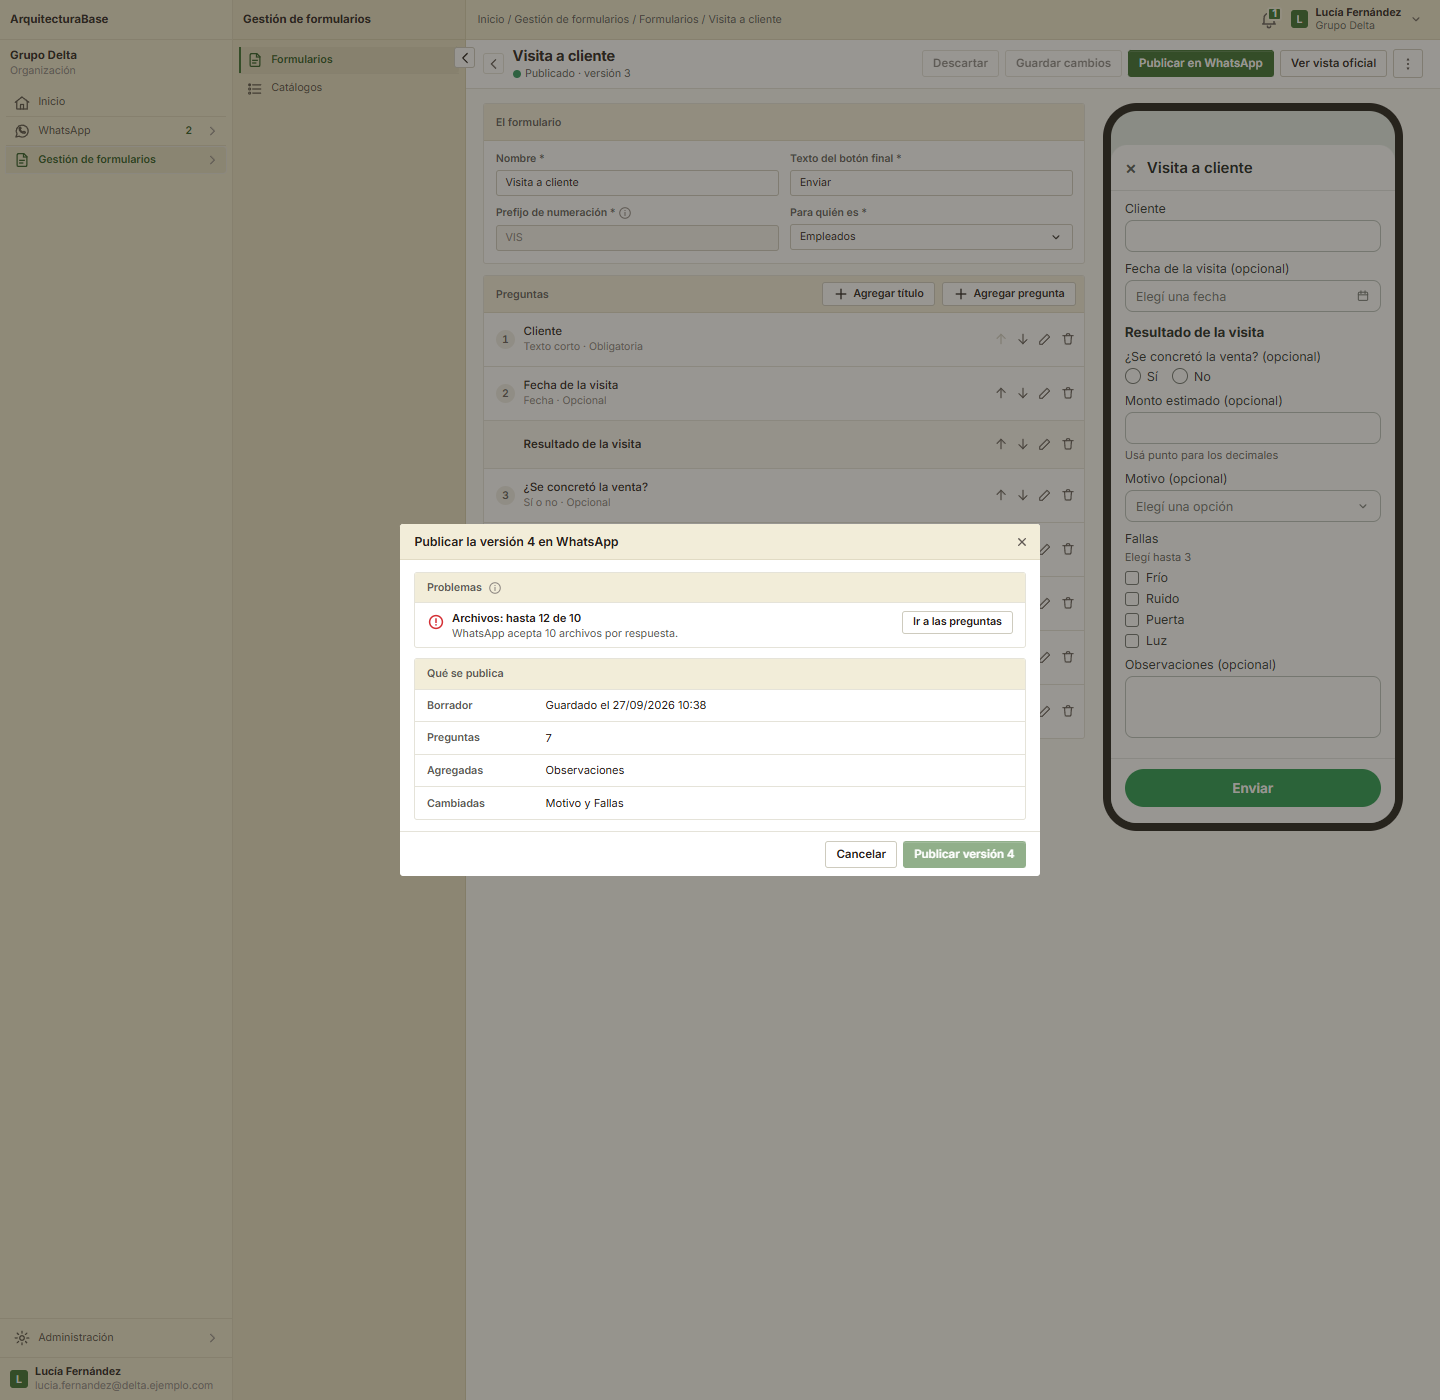 ArquitecturaBase
Gestión de formularios
Inicio / Gestión de formularios / Formularios / Visita a cliente
1
L
Lucía Fernández
Grupo Delta
Grupo Delta
Organización
Inicio
WhatsApp
2
Gestión de formularios
Formularios
Catálogos
Visita a cliente
Publicado · versión 3
Descartar
Guardar cambios
Publicar en WhatsApp
Ver vista oficial
El formulario
Nombre *
Visita a cliente
Texto del botón final *
Enviar
Prefijo de numeración *
VIS
Para quién es *
Empleados
Preguntas
Agregar título
Agregar pregunta
1
Cliente
Texto corto · Obligatoria
2
Fecha de la visita
Fecha · Opcional
Resultado de la visita
3
¿Se concretó la venta?
Sí o no · Opcional
Visita a cliente
Cliente
Fecha de la visita (opcional)
Elegí una fecha
Resultado de la visita
¿Se concretó la venta? (opcional)
Sí
No
Monto estimado (opcional)
Usá punto para los decimales
Motivo (opcional)
Elegí una opción
Fallas
Elegí hasta 3
Frío
Ruido
Puerta
Luz
Observaciones (opcional)
Enviar
Publicar la versión 4 en WhatsApp
Problemas
Archivos: hasta 12 de 10
WhatsApp acepta 10 archivos por respuesta.
Ir a las preguntas
Qué se publica
Borrador
Guardado el 27/09/2026 10:38
Preguntas
7
Agregadas
Observaciones
Cambiadas
Motivo y Fallas
Cancelar
Publicar versión 4
Administración
L
Lucía Fernández
lucia.fernandez@delta.ejemplo.com